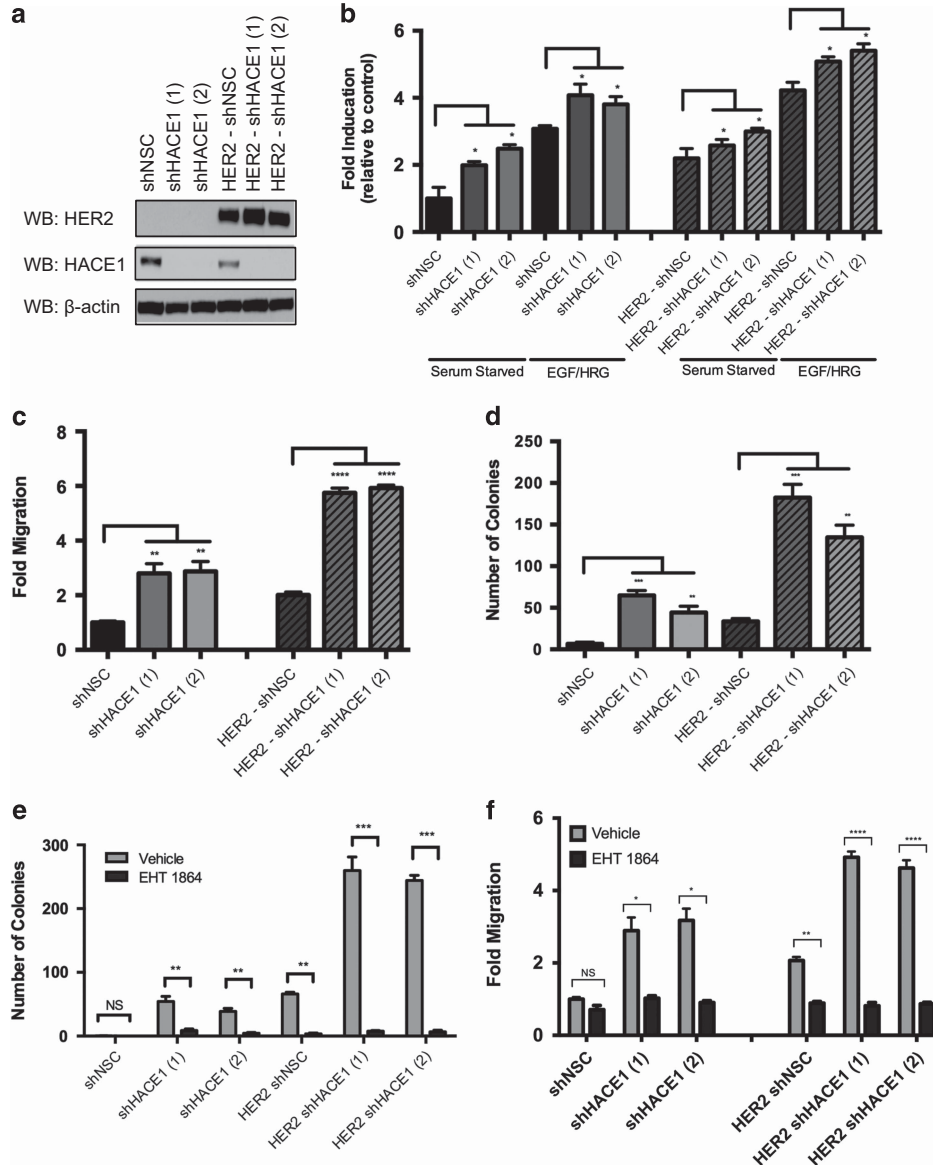 a
shNSC
shHACE1 (1)
shHACE1 (2)
HER2 - shNSC
HER2 - shHACE1 (1)
HER2 - shHACE1 (2)
WB: HER2
WB: HACE1
WB: β-actin
b
Fold Inducation
(relative to control)
6
4
2
0
* * * * * * * *
shNSC
shHACE1 (1)
shHACE1 (2)
shNSC
shHACE1 (1)
shHACE1 (2)
HER2 - shNSC
HER2 - shHACE1 (1)
HER2 - shHACE1 (2)
HER2 - shNSC
HER2 - shHACE1 (1)
HER2 - shHACE1 (2)
Serum Starved EGF/HRG Serum Starved EGF/HRG
c
Fold Migration
8
6
4
2
0
** ** **** ****
shNSC
shHACE1 (1)
shHACE1 (2)
HER2 - shNSC
HER2 - shHACE1 (1)
HER2 - shHACE1 (2)
d
Number of Colonies
250
200
150
100
50
0
*** ** *** **
shNSC
shHACE1 (1)
shHACE1 (2)
HER2 - shNSC
HER2 - shHACE1 (1)
HER2 - shHACE1 (2)
e
Number of Colonies
300
200
100
0
Vehicle
EHT 1864
NS ** ** ** *** ***
shNSC
shHACE1 (1)
shHACE1 (2)
HER2 shNSC
HER2 shHACE1 (1)
HER2 shHACE1 (2)
f
Fold Migration
6
4
2
0
Vehicle
EHT 1864
NS * * ** **** ****
shNSC
shHACE1 (1)
shHACE1 (2)
HER2 shNSC
HER2 shHACE1 (1)
HER2 shHACE1 (2)